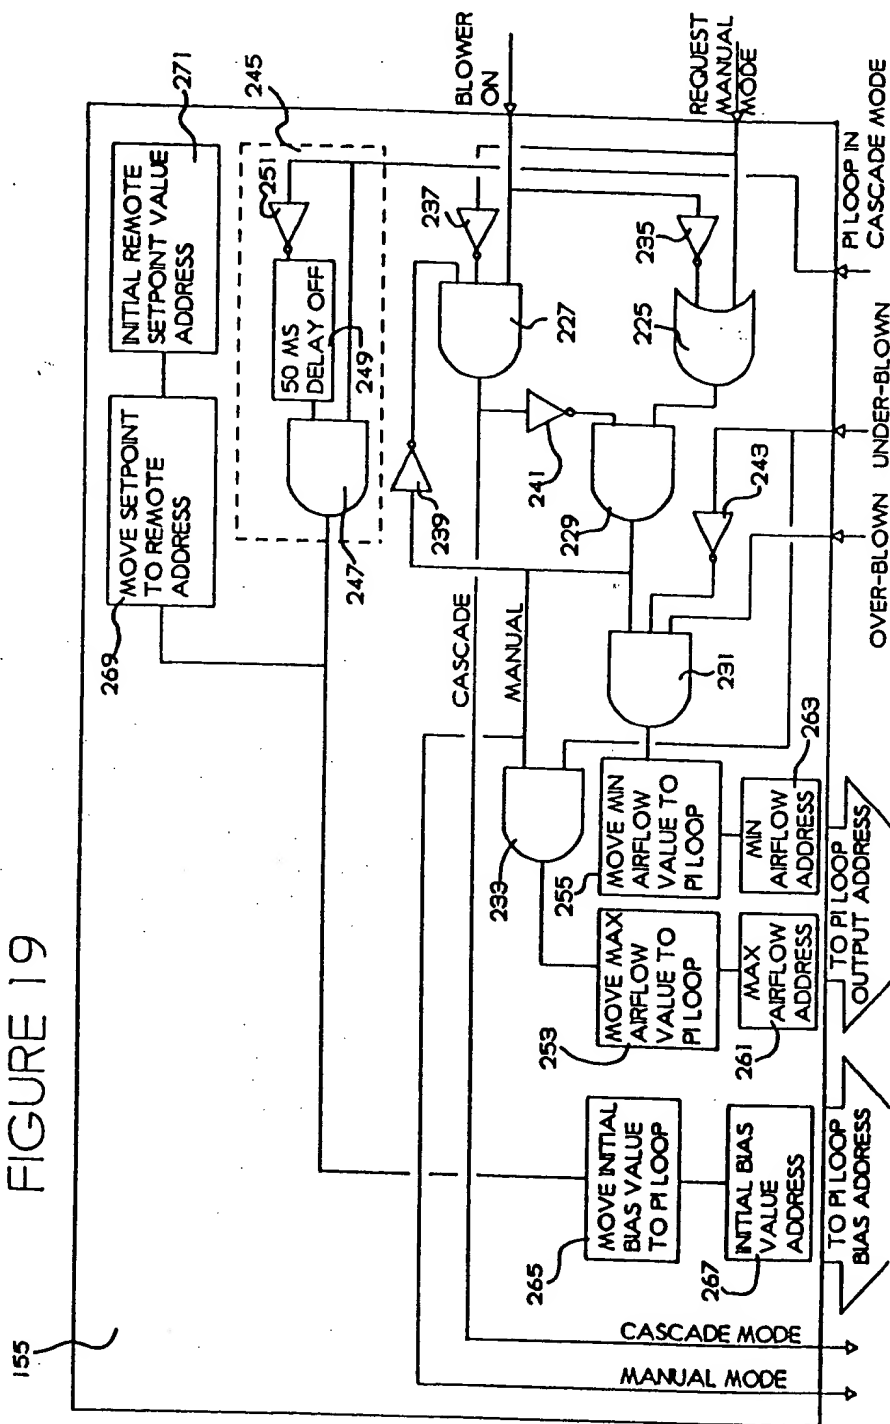 FIGURE 19
155
INITIAL REMOTE
SETPOINT VALUE
ADDRESS
271
MOVE SETPOINT
TO REMOTE
ADDRESS
269
245
251
50 MS
DELAY OFF
249
247
BLOWER
ON
REQUEST
MANUAL
MODE
237
227
239
235
225
241
229
243
231
233
CASCADE
MANUAL
PI LOOP IN
CASCADE MODE
UNDER-BLOWN
OVER-BLOWN
MOVE MIN
AIRFLOW
VALUE TO
PI LOOP
255
MIN
AIRFLOW
ADDRESS
263
MOVE MAX
AIRFLOW
VALUE TO
PI LOOP
253
MAX
AIRFLOW
ADDRESS
261
TO PI LOOP
OUTPUT ADDRESS
MOVE INITIAL
BIAS VALUE
TO PI LOOP
265
INITIAL BIAS
VALUE
ADDRESS
267
TO PI LOOP
BIAS ADDRESS
CASCADE MODE
MANUAL MODE